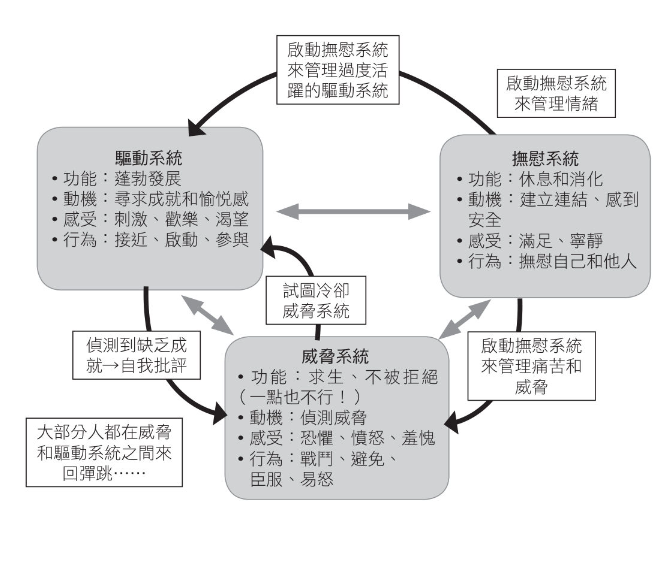 啟動撫慰系統
來管理過度活
躍的驅動系統
啟動撫慰系統
來管理情緒
驅動系統
• 功能：蓬勃發展
• 動機：尋求成就和愉悅感
• 感受：刺激、歡樂、渴望
• 行為：接近、啟動、參與
撫慰系統
• 功能：休息和消化
• 動機：建立連結、感到
安全
• 感受：滿足、寧靜
• 行為：撫慰自己和他人
試圖冷卻
威脅系統
偵測到缺乏成
就→自我批評
威脅系統
• 功能：求生、不被拒絕
（一點也不行！）
• 動機：偵測威脅
• 感受：恐懼、憤怒、羞愧
• 行為：戰鬥、避免、
臣服、易怒
啟動撫慰系統
來管理痛苦和
威脅
大部分人都在威脅
和驅動系統之間來
回彈跳……